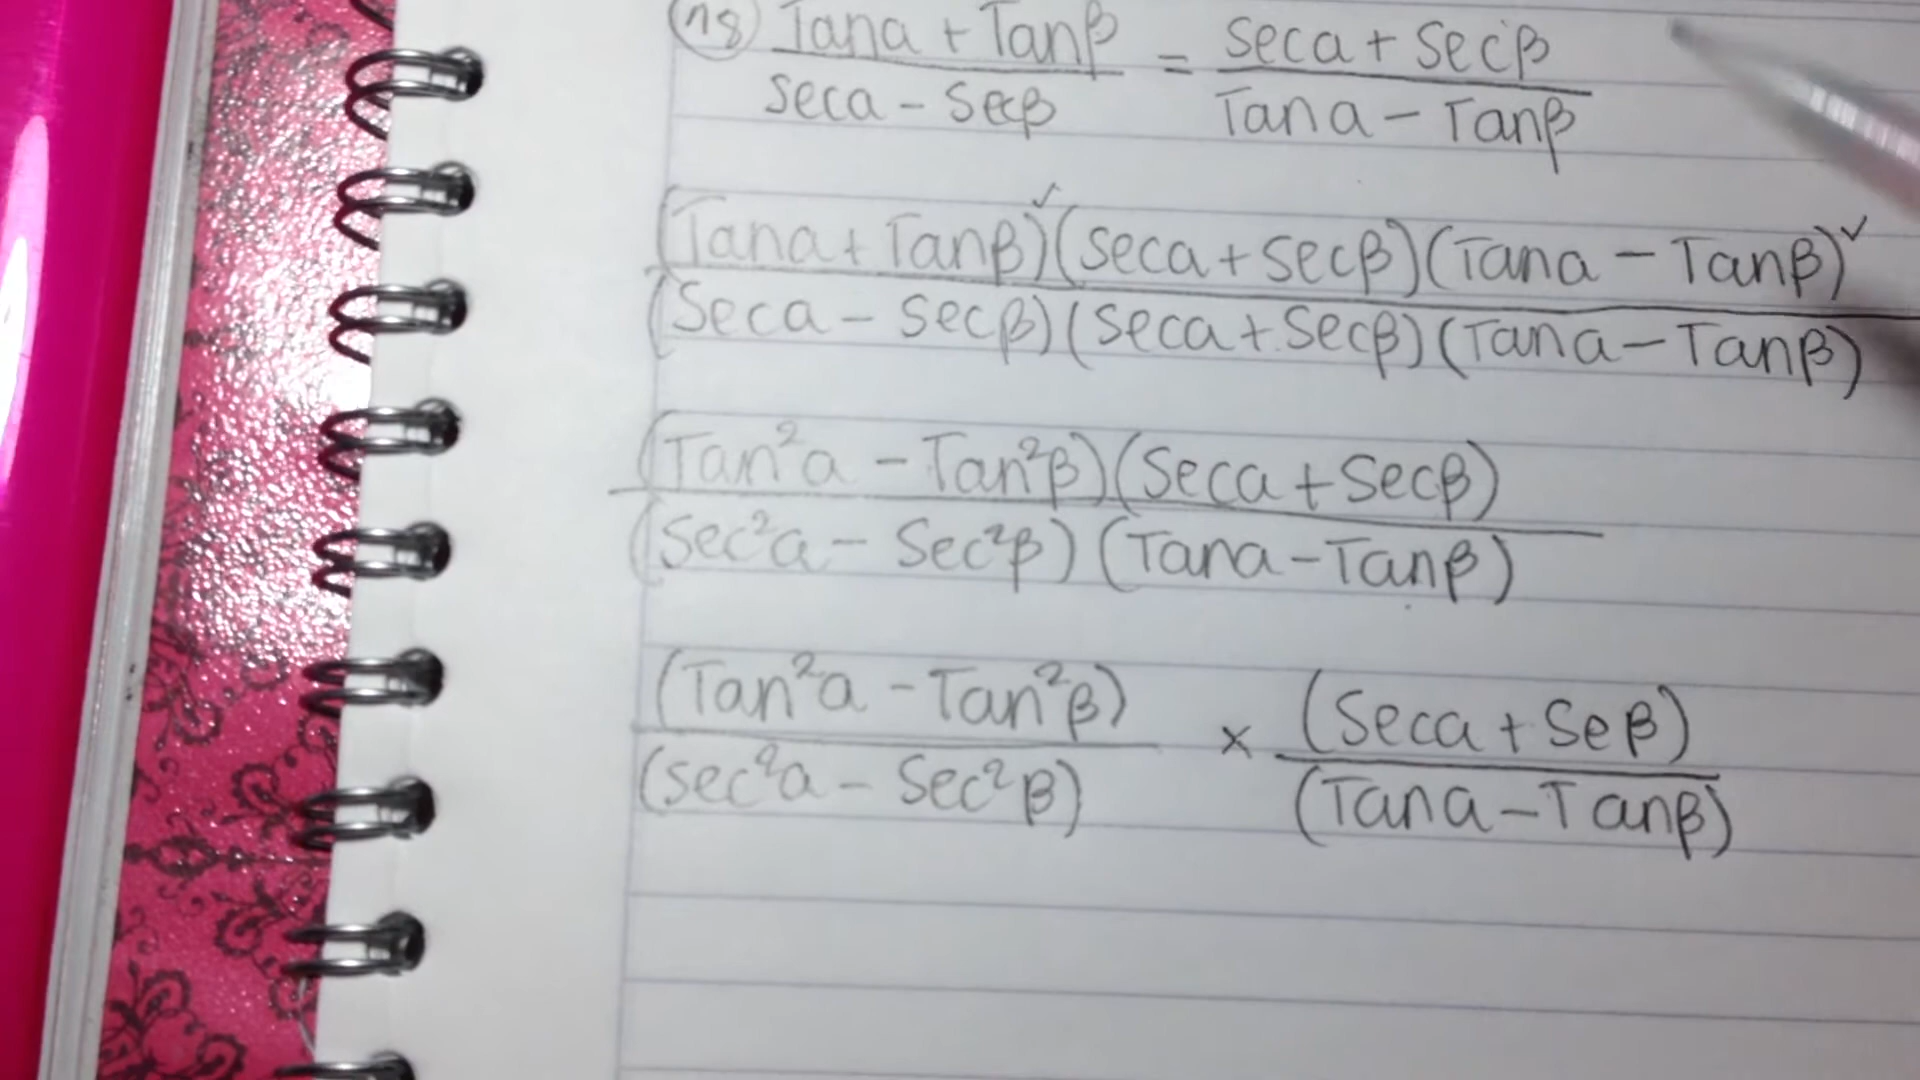 (n8) Tana + Tanβ = Seca + Secβ
Seca - Secβ Tana - Tanβ
(Tana + Tanβ)✓(Seca + Secβ)(Tana - Tanβ)✓
(Seca - Secβ)(Seca + Secβ)(Tana - Tanβ)
(Tan²a - Tan²β)(Seca + Secβ)
(Sec²a - Sec²β)(Tana - Tanβ)
(Tan²a - Tan²β) × (Seca + Seβ)
(Sec²a - Sec²β) (Tana - Tanβ)